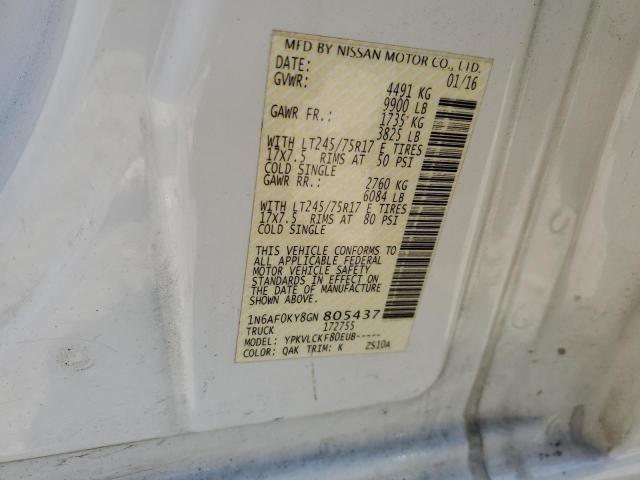 MFD BY NISSAN MOTOR CO., LTD.
DATE: 01/16
GVWR: 4491 KG
9900 LB
GAWR FR.: 1735 KG
3825 LB
WITH LT245/75R17 E TIRES
17X7.5 RIMS AT 50 PSI
COLD SINGLE
GAWR RR.: 2760 KG
6084 LB
WITH LT245/75R17 E TIRES
17X7.5 RIMS AT 80 PSI
COLD SINGLE
THIS VEHICLE CONFORMS TO
ALL APPLICABLE FEDERAL
MOTOR VEHICLE SAFETY
STANDARDS IN EFFECT ON
THE DATE OF MANUFACTURE
SHOWN ABOVE.
1N6AF0KY8GN 805437
TRUCK 172755
MODEL: YPKVLCKF80EUB-----
COLOR: QAK TRIM: K ZS10A